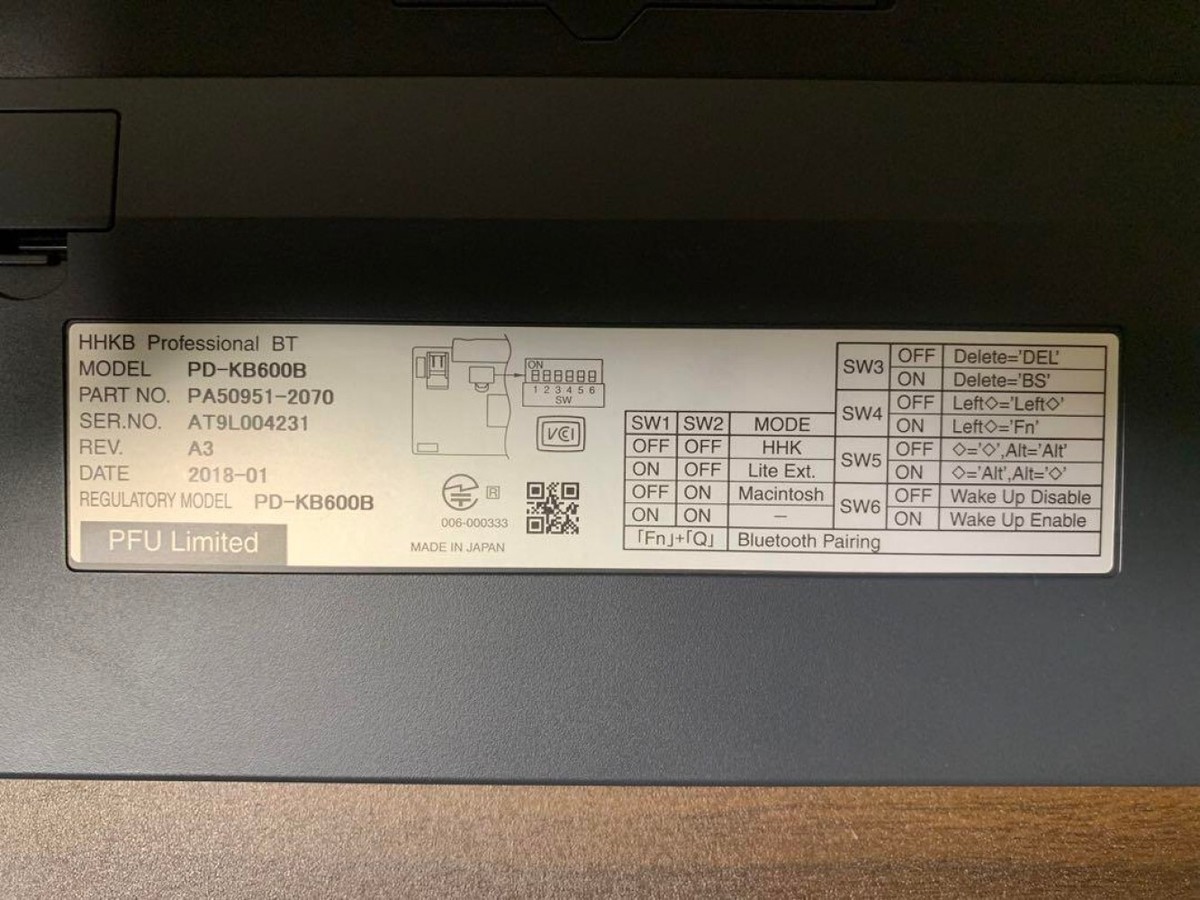 HHKB Professional BT
MODEL PD-KB600B
PART NO. PA50951-2070
SER.NO. AT9L004231
REV. A3
DATE 2018-01
REGULATORY MODEL PD-KB600B
PFU Limited
ON
1 2 3 4 5 6
SW
VCI
R
006-000333
MADE IN JAPAN
SW1 SW2 MODE
OFF OFF HHK
ON OFF Lite Ext.
OFF ON Macintosh
ON ON —
「Fn」+「Q」 Bluetooth Pairing
SW3 OFF Delete='DEL'
ON Delete='BS'
SW4 OFF Left◇='Left◇'
ON Left◇='Fn'
SW5 OFF ◇='◇',Alt='Alt'
ON ◇='Alt',Alt='◇'
SW6 OFF Wake Up Disable
ON Wake Up Enable